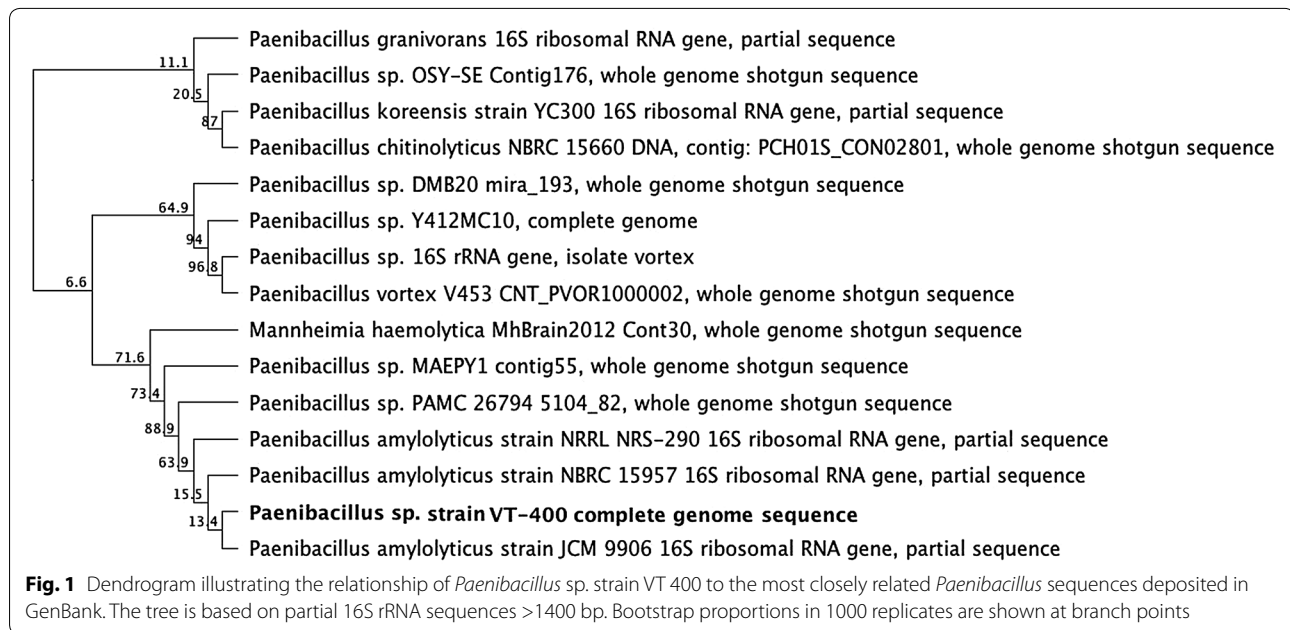 Paenibacillus granivorans 16S ribosomal RNA gene, partial sequence
11.1
Paenibacillus sp. OSY-SE Contig176, whole genome shotgun sequence
20.5
Paenibacillus koreensis strain YC300 16S ribosomal RNA gene, partial sequence
87
Paenibacillus chitinolyticus NBRC 15660 DNA, contig: PCH01S_CON02801, whole genome shotgun sequence
Paenibacillus sp. DMB20 mira_193, whole genome shotgun sequence
64.9
Paenibacillus sp. Y412MC10, complete genome
94
Paenibacillus sp. 16S rRNA gene, isolate vortex
96.8
Paenibacillus vortex V453 CNT_PVOR1000002, whole genome shotgun sequence
6.6
Mannheimia haemolytica MhBrain2012 Cont30, whole genome shotgun sequence
71.6
Paenibacillus sp. MAEPY1 contig55, whole genome shotgun sequence
73.4
Paenibacillus sp. PAMC 26794 5104_82, whole genome shotgun sequence
88.9
Paenibacillus amylolyticus strain NRRL NRS-290 16S ribosomal RNA gene, partial sequence
63.9
Paenibacillus amylolyticus strain NBRC 15957 16S ribosomal RNA gene, partial sequence
15.5
Paenibacillus sp. strain VT-400 complete genome sequence
13.4
Paenibacillus amylolyticus strain JCM 9906 16S ribosomal RNA gene, partial sequence
Fig. 1 Dendrogram illustrating the relationship of Paenibacillus sp. strain VT 400 to the most closely related Paenibacillus sequences deposited in
GenBank. The tree is based on partial 16S rRNA sequences >1400 bp. Bootstrap proportions in 1000 replicates are shown at branch points